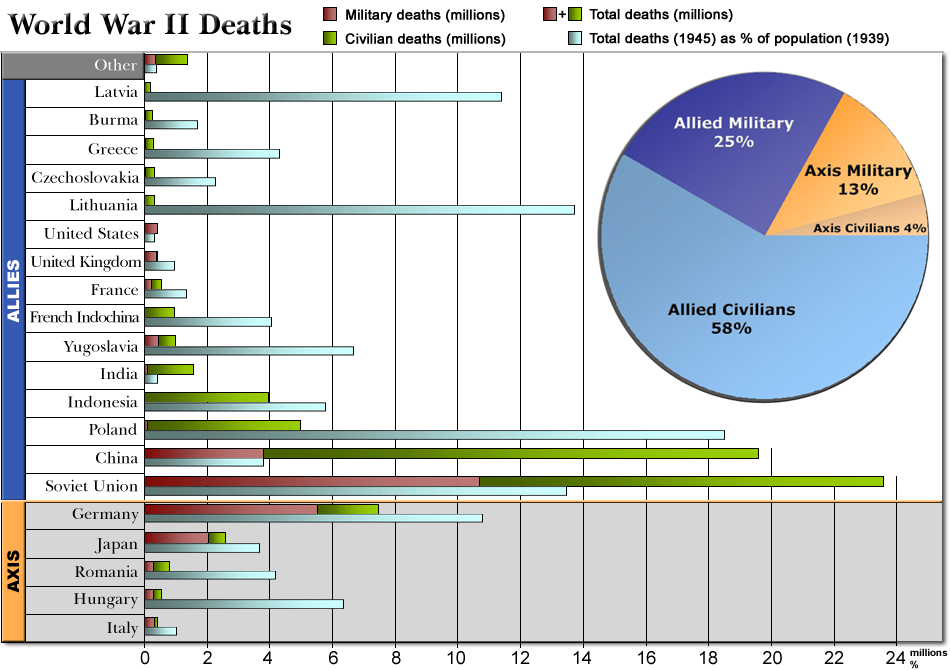 World War II Deaths
Military deaths (millions)
Civilian deaths (millions)
+ Total deaths (millions)
Total deaths (1945) as % of population (1939)
Other
ALLIES
Latvia
Burma
Greece
Czechoslovakia
Lithuania
United States
United Kingdom
France
French Indochina
Yugoslavia
India
Indonesia
Poland
China
Soviet Union
AXIS
Germany
Japan
Romania
Hungary
Italy
0 2 4 6 8 10 12 14 16 18 20 22 24 millions
%
Allied Military
25%
Axis Military
13%
Axis Civilians 4%
Allied Civilians
58%